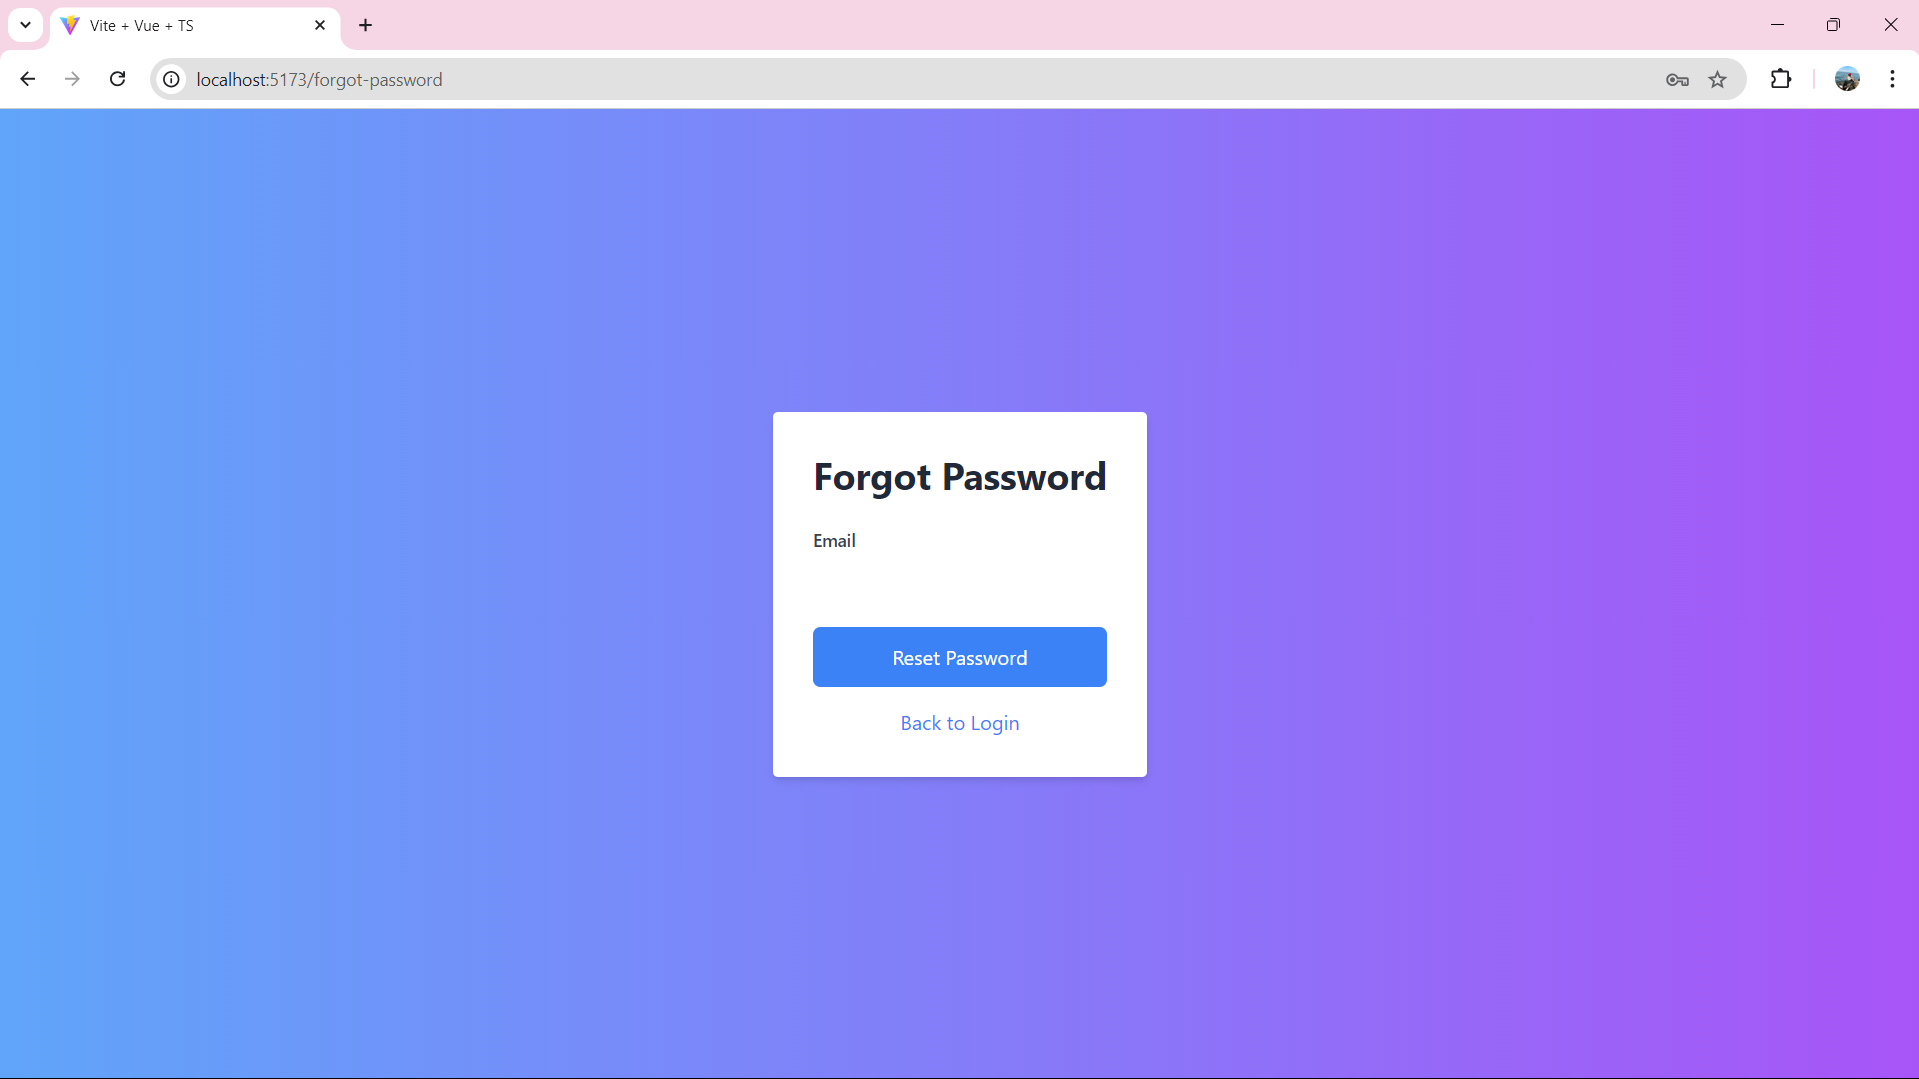 Vite + Vue + TS
localhost:5173/forgot-password
Forgot Password
Email
Reset Password
Back to Login